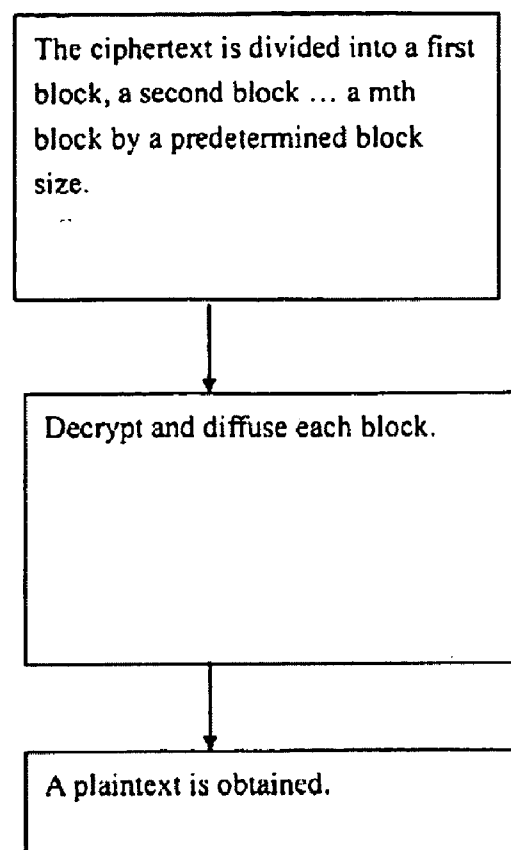 The ciphertext is divided into a first
block, a second block ... a mth
block by a predetermined block
size.
Decrypt and diffuse each block.
A plaintext is obtained.